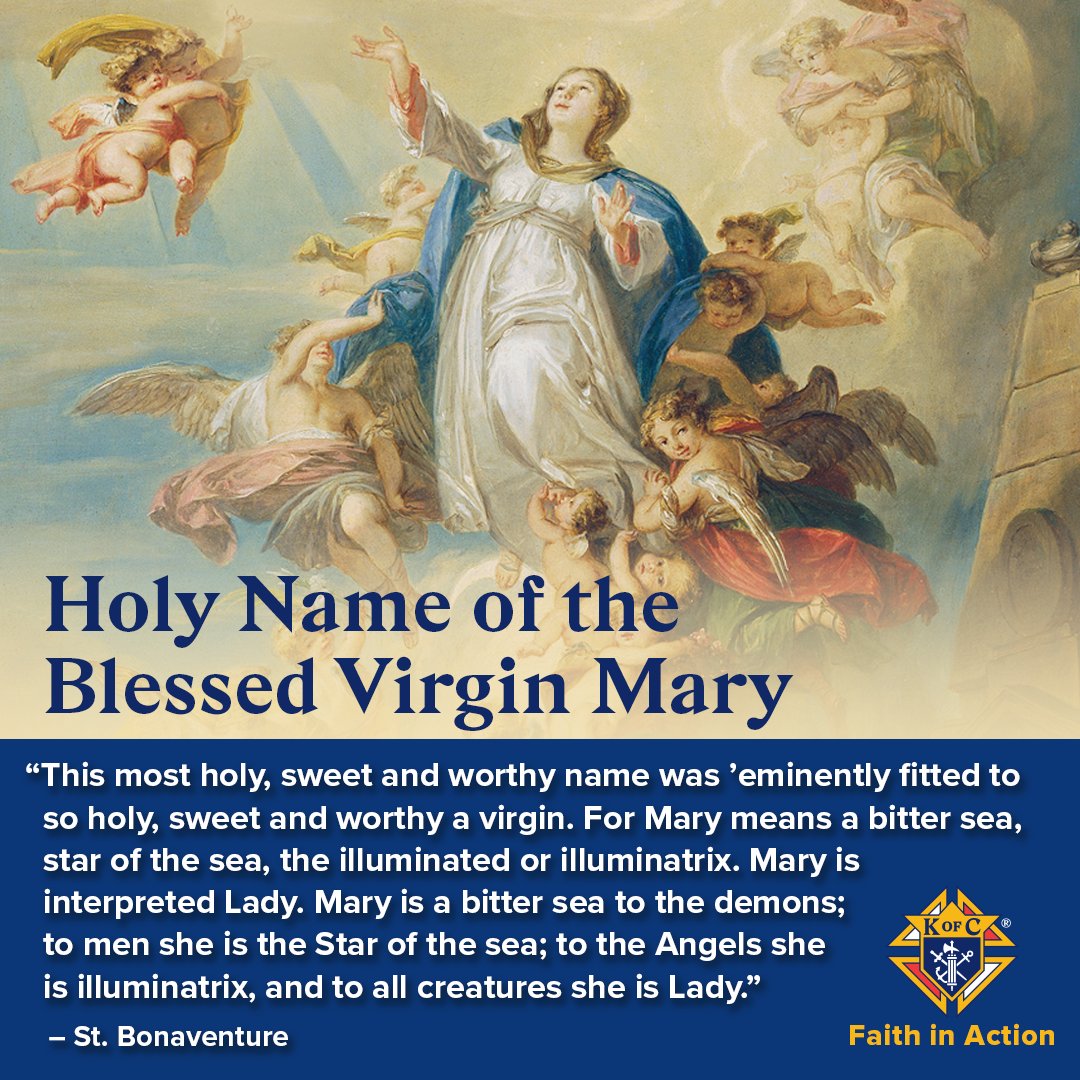 Holy Name of the
Blessed Virgin Mary
“This most holy, sweet and worthy name was ’eminently fitted to
so holy, sweet and worthy a virgin. For Mary means a bitter sea,
star of the sea, the illuminated or illuminatrix. Mary is
interpreted Lady. Mary is a bitter sea to the demons;
to men she is the Star of the sea; to the Angels she
is illuminatrix, and to all creatures she is Lady.”
– St. Bonaventure
K OF C ®
Faith in Action